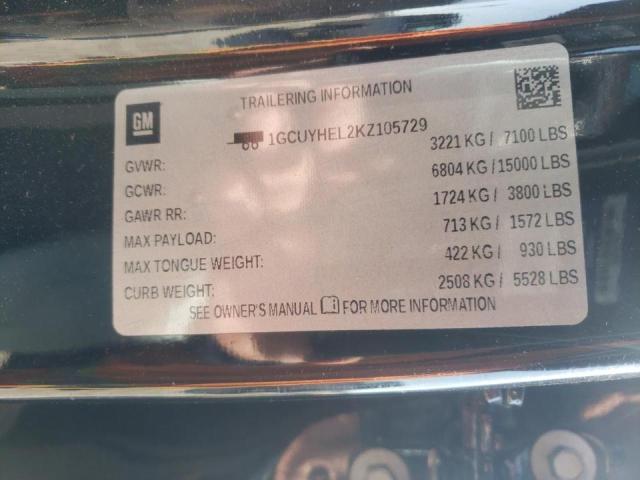 TRAILERING INFORMATION
GM
1GCUYHEL2KZ105729
GVWR: 3221 KG / 7100 LBS
GCWR: 6804 KG / 15000 LBS
GAWR RR: 1724 KG / 3800 LBS
MAX PAYLOAD: 713 KG / 1572 LBS
MAX TONGUE WEIGHT: 422 KG / 930 LBS
CURB WEIGHT: 2508 KG / 5528 LBS
SEE OWNER'S MANUAL FOR MORE INFORMATION